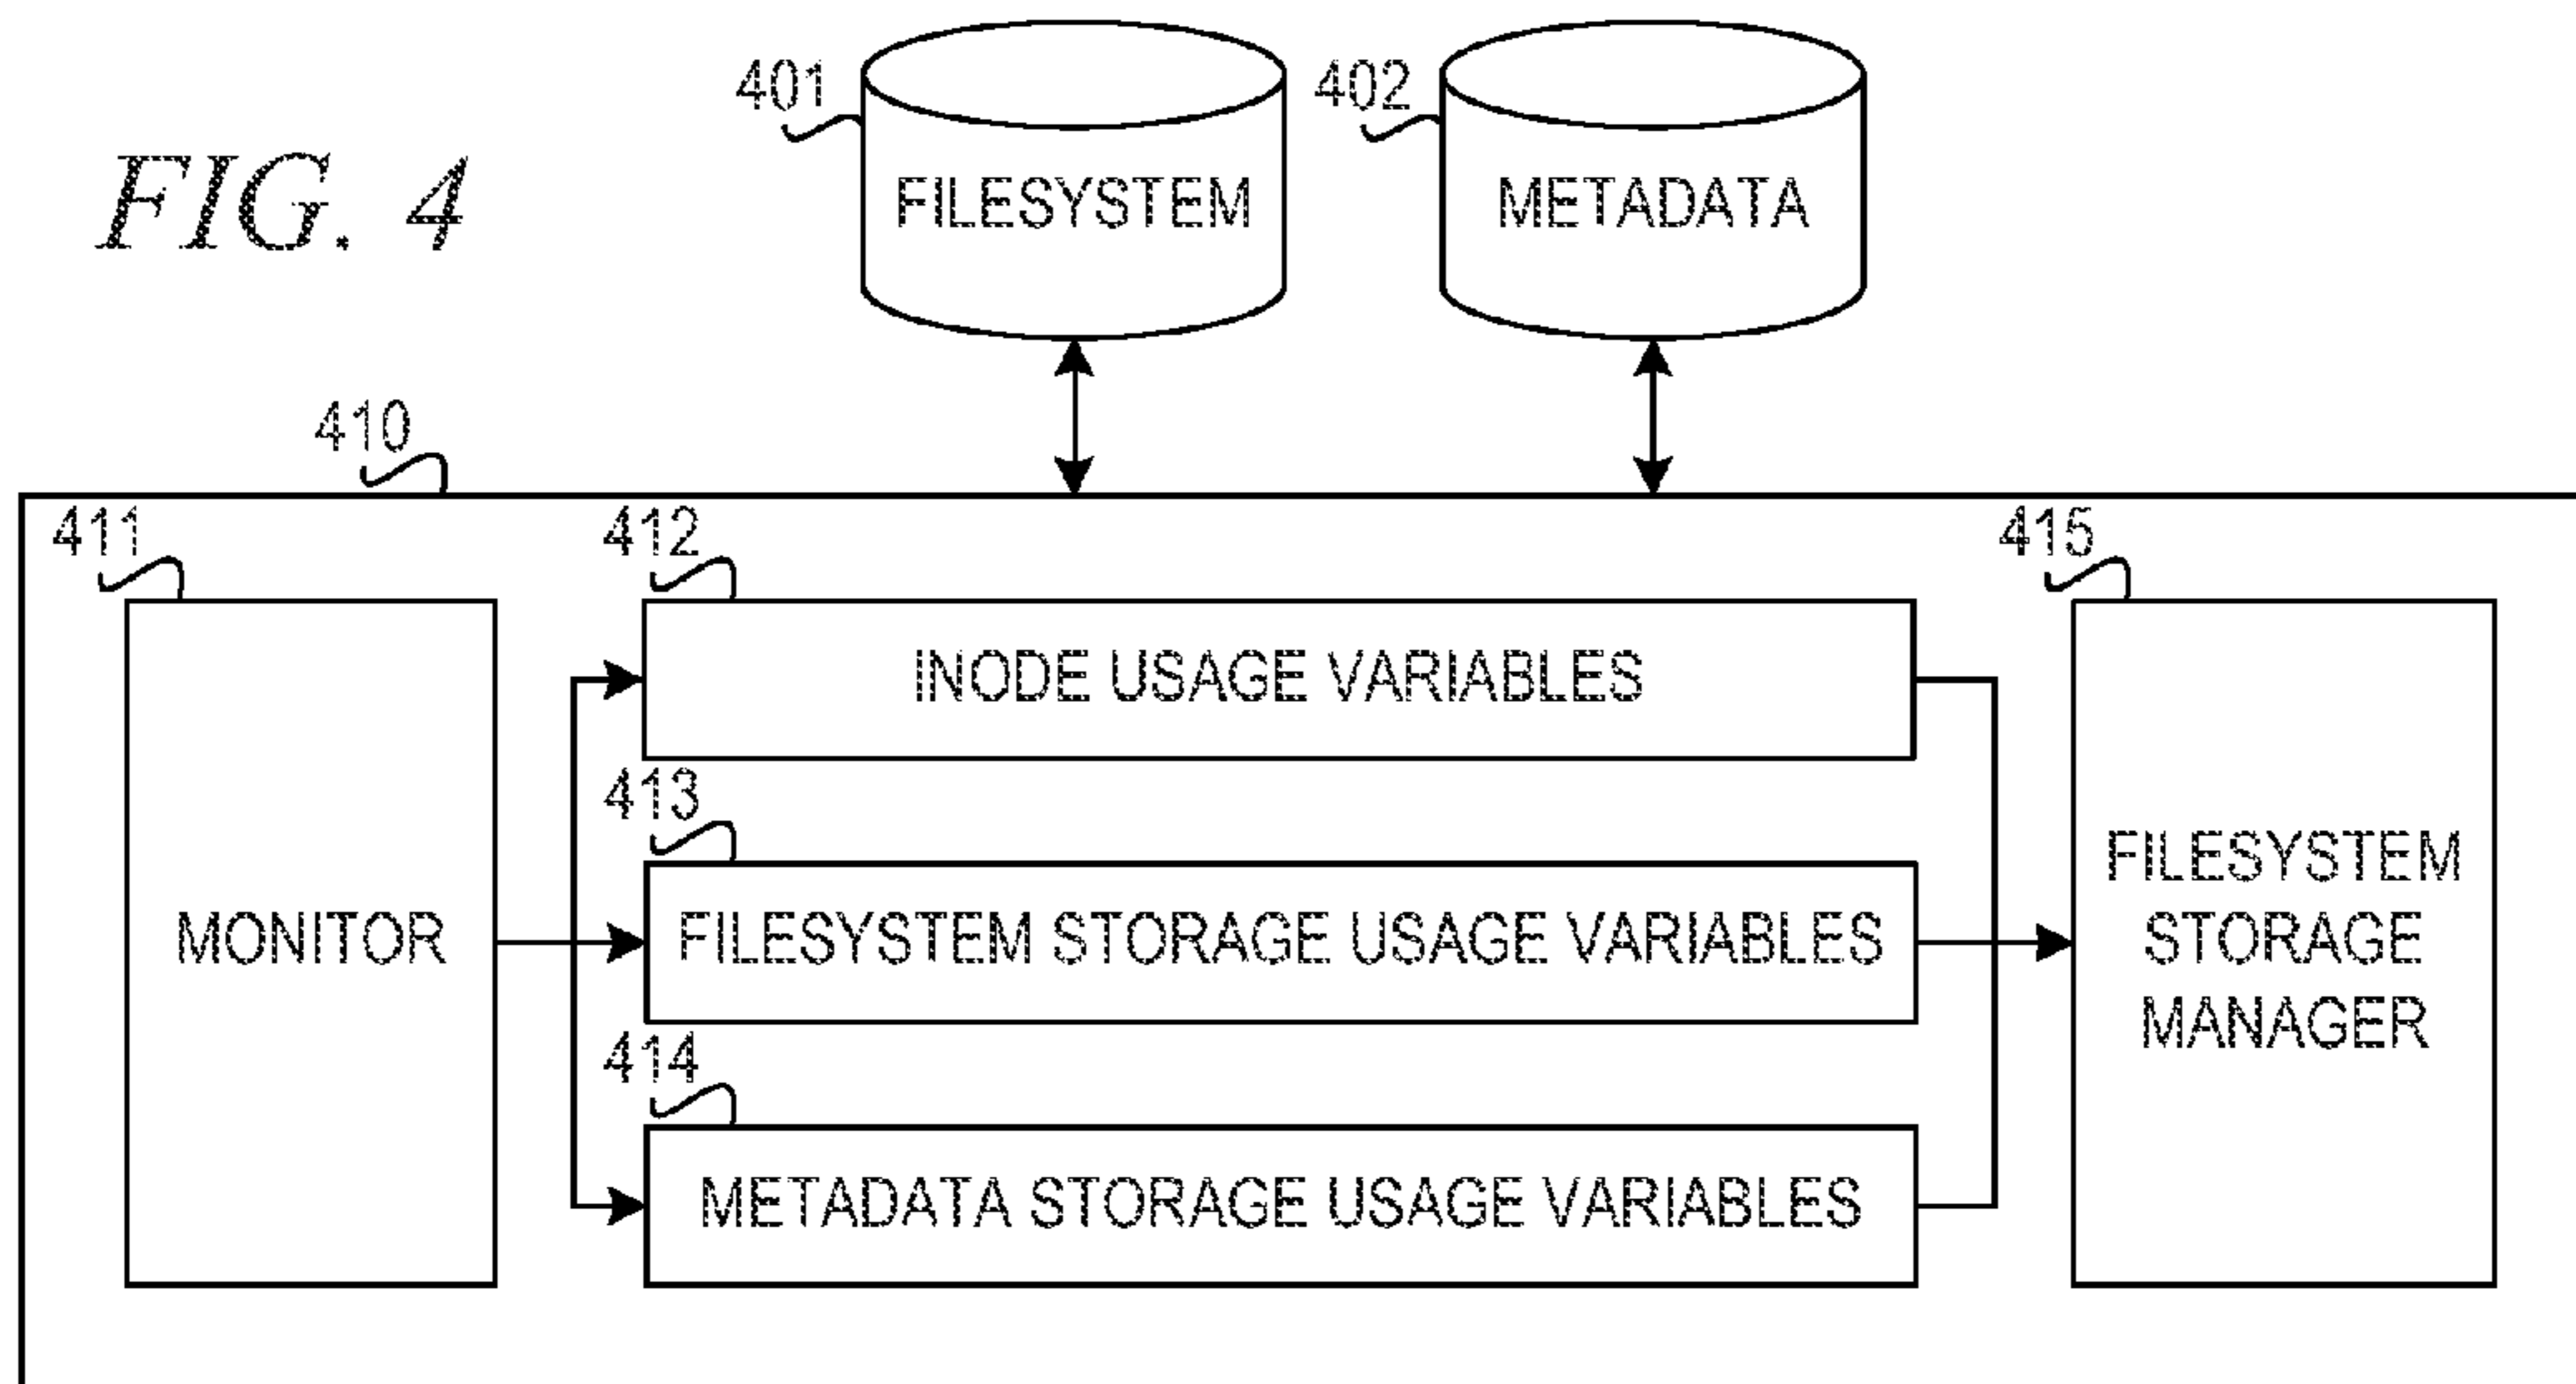 FIG. 4
401
402
FILESYSTEM
METADATA
410
411
412
415
INODE USAGE VARIABLES
413
MONITOR
FILESYSTEM STORAGE USAGE VARIABLES
FILESYSTEM
STORAGE
MANAGER
414
METADATA STORAGE USAGE VARIABLES